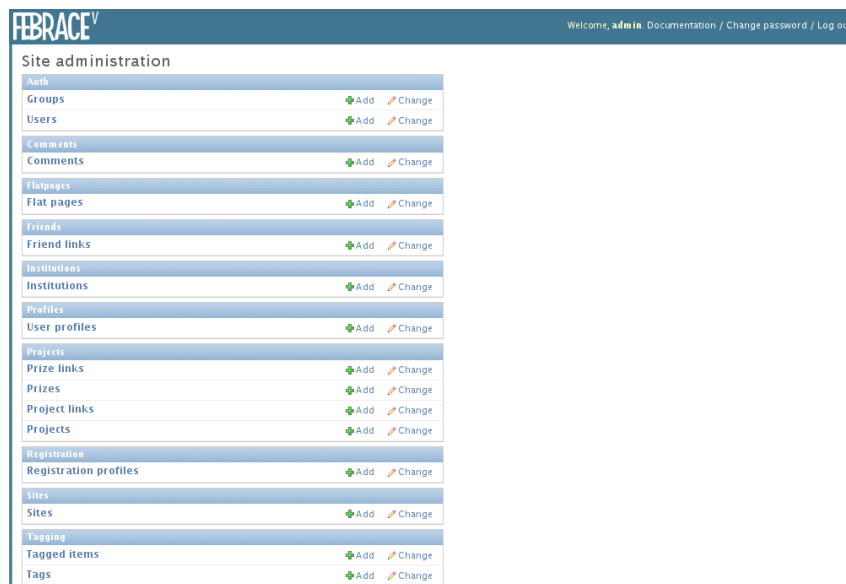 FEBRACE V
Welcome, admin. Documentation / Change password / Log ou
Site administration
Auth
Groups Add Change
Users Add Change
Comments
Comments Add Change
Flatpages
Flat pages Add Change
Friends
Friend links Add Change
Institutions
Institutions Add Change
Profiles
User profiles Add Change
Projects
Prize links Add Change
Prizes Add Change
Project links Add Change
Projects Add Change
Registration
Registration profiles Add Change
Sites
Sites Add Change
Tagging
Tagged items Add Change
Tags Add Change